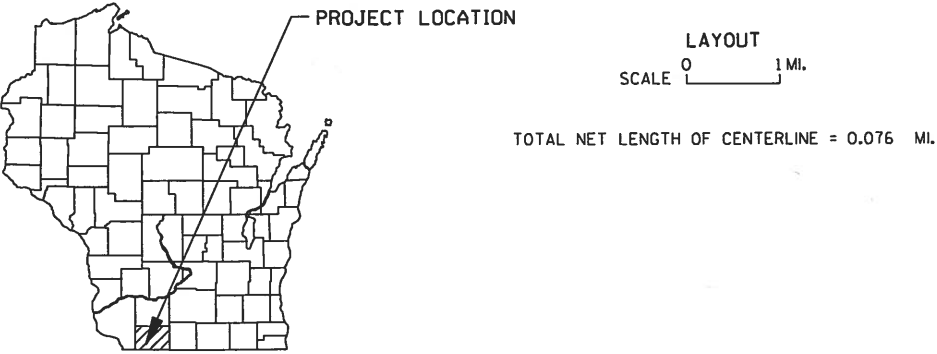 PROJECT LOCATION
LAYOUT
0 1 MI.
SCALE
TOTAL NET LENGTH OF CENTERLINE = 0.076 MI.